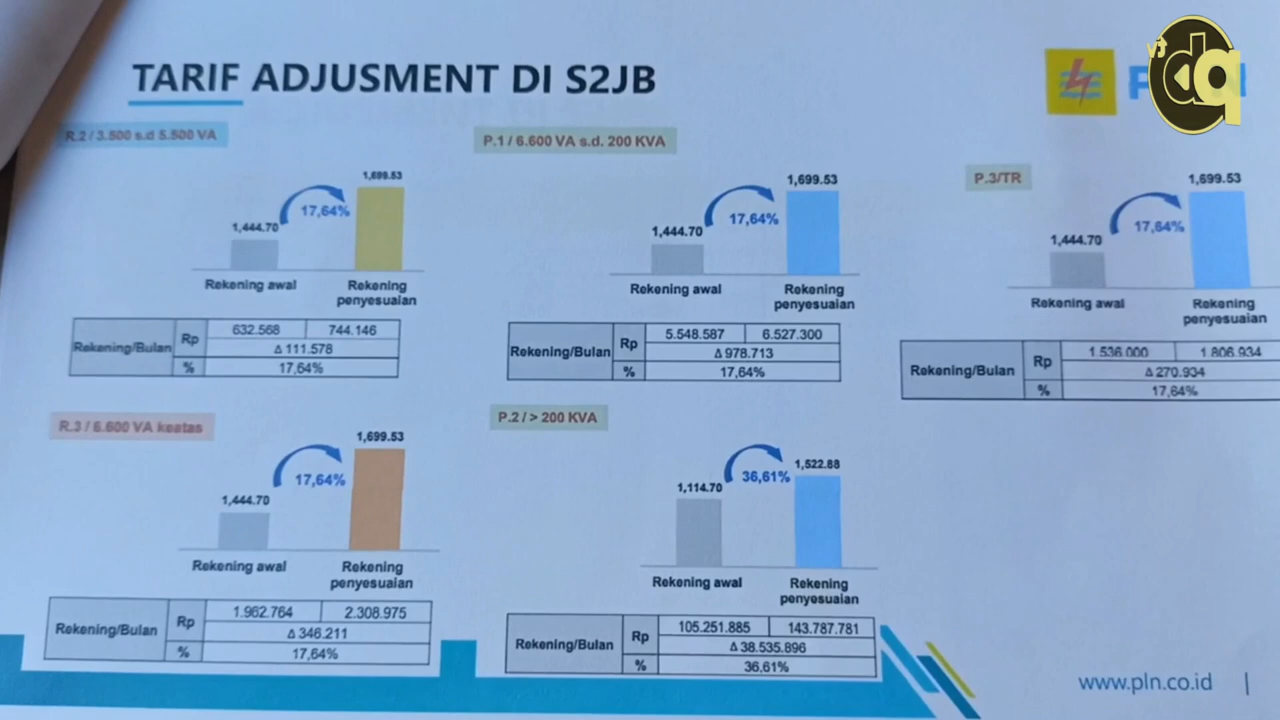 TARIF ADJUSMENT DI S2JB
R.2 / 3.500 s.d 5.500 VA
1,699.53
17,64%
1,444.70
Rekening awal
Rekening
penyesuaian
Rekening/Bulan
Rp
632.568
744.146
Δ 111.578
%
17,64%
P.1 / 6.600 VA s.d. 200 KVA
1,699.53
17,64%
1,444.70
Rekening awal
Rekening
penyesuaian
Rekening/Bulan
Rp
5.548.587
6.527.300
Δ 978.713
%
17,64%
P.3/TR
1,699.53
17,64%
1,444.70
Rekening awal
Rekening
penyesuaian
Rekening/Bulan
Rp
1.536.000
1.806.934
Δ 270.934
%
17,64%
R.3 / 6.600 VA keatas
1,699.53
17,64%
1,444.70
Rekening awal
Rekening
penyesuaian
Rekening/Bulan
Rp
1.962.764
2.308.975
Δ 346.211
%
17,64%
P.2 / > 200 KVA
1,522.88
36,61%
1,114.70
Rekening awal
Rekening
penyesuaian
Rekening/Bulan
Rp
105.251.885
143.787.781
Δ 38.535.896
%
36,61%
www.pln.co.id |